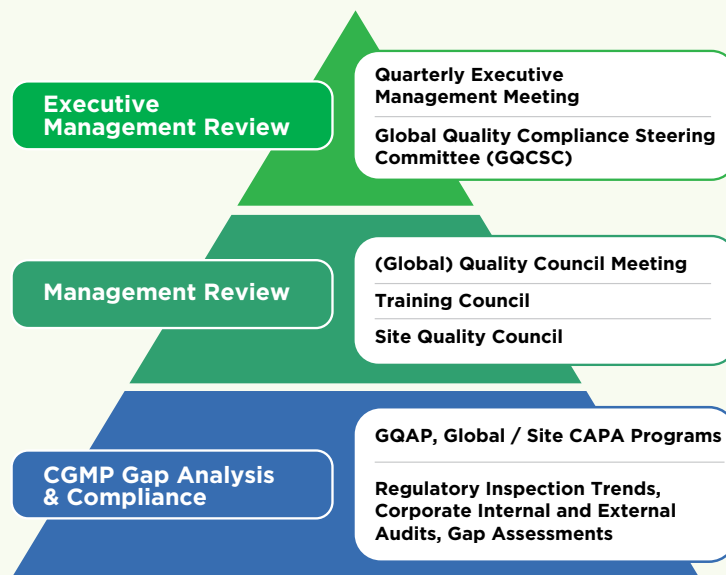 Executive
Management Review
Quarterly Executive
Management Meeting
Global Quality Compliance Steering
Committee (GQCSC)
Management Review
(Global) Quality Council Meeting
Training Council
Site Quality Council
CGMP Gap Analysis
& Compliance
GQAP, Global / Site CAPA Programs
Regulatory Inspection Trends,
Corporate Internal and External
Audits, Gap Assessments